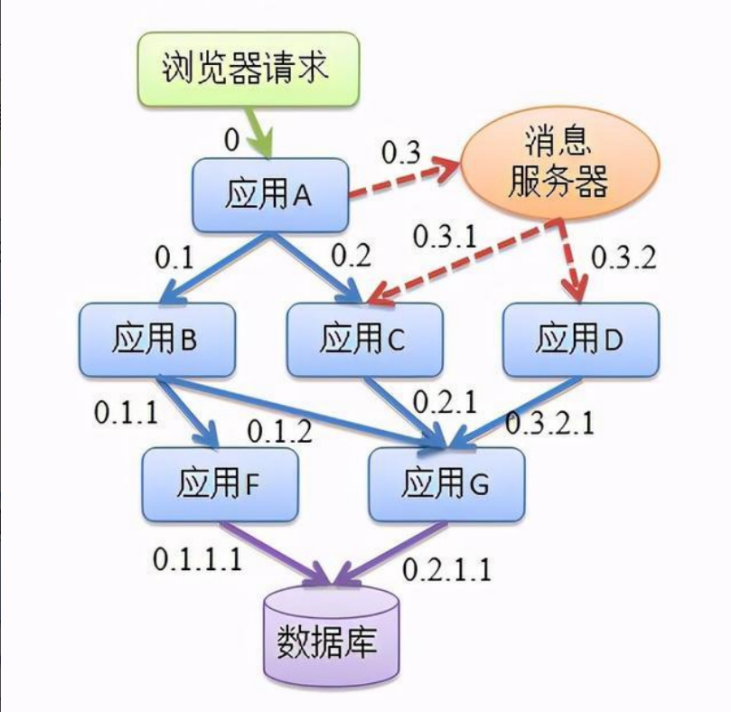 浏览器请求
0
应用A
0.3
消息
服务器
0.1
0.2
0.3.1
0.3.2
应用B
应用C
应用D
0.1.1
0.1.2
0.2.1
0.3.2.1
应用F
应用G
0.1.1.1
0.2.1.1
数据库